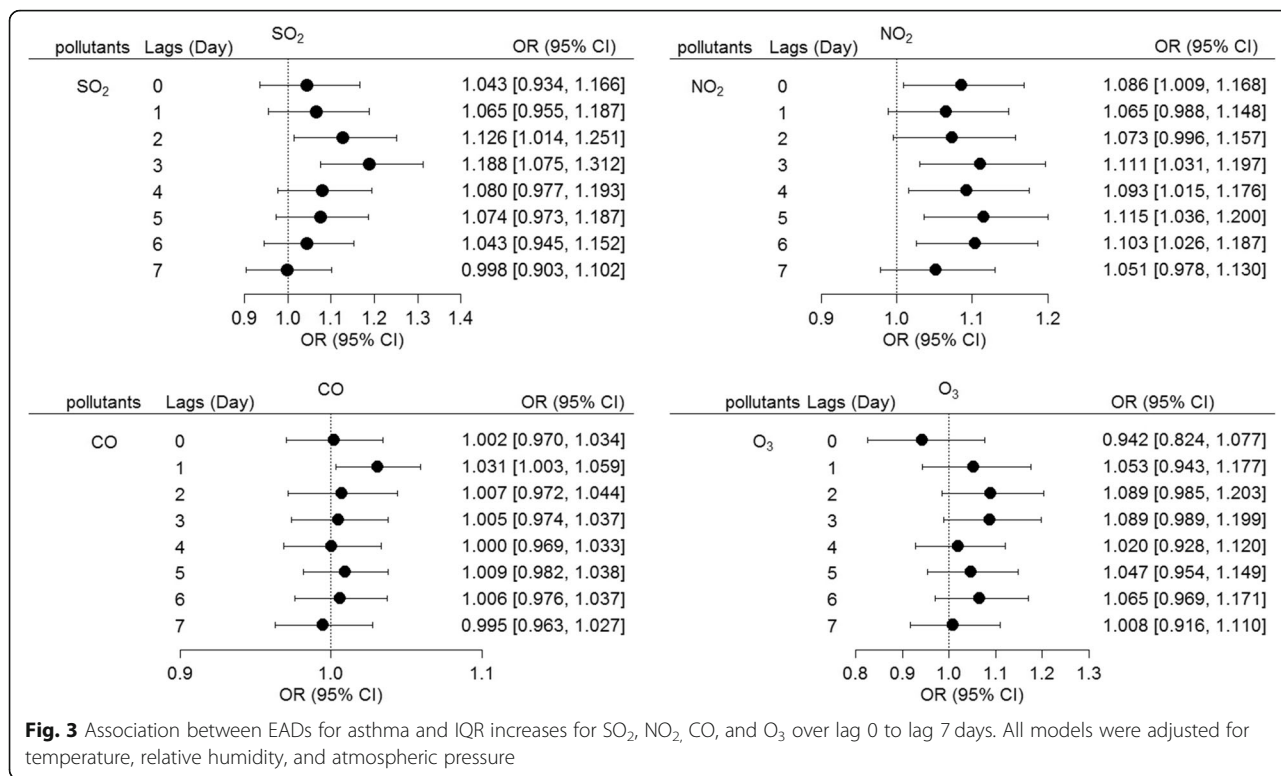 SO₂
pollutants Lags (Day) OR (95% CI)
SO₂ 0 1.043 [0.934, 1.166]
1 1.065 [0.955, 1.187]
2 1.126 [1.014, 1.251]
3 1.188 [1.075, 1.312]
4 1.080 [0.977, 1.193]
5 1.074 [0.973, 1.187]
6 1.043 [0.945, 1.152]
7 0.998 [0.903, 1.102]
0.9 1.0 1.1 1.2 1.3 1.4
OR (95% CI)
NO₂
pollutants Lags (Day) OR (95% CI)
NO₂ 0 1.086 [1.009, 1.168]
1 1.065 [0.988, 1.148]
2 1.073 [0.996, 1.157]
3 1.111 [1.031, 1.197]
4 1.093 [1.015, 1.176]
5 1.115 [1.036, 1.200]
6 1.103 [1.026, 1.187]
7 1.051 [0.978, 1.130]
0.9 1.0 1.1 1.2
OR (95% CI)
CO
pollutants Lags (Day) OR (95% CI)
CO 0 1.002 [0.970, 1.034]
1 1.031 [1.003, 1.059]
2 1.007 [0.972, 1.044]
3 1.005 [0.974, 1.037]
4 1.000 [0.969, 1.033]
5 1.009 [0.982, 1.038]
6 1.006 [0.976, 1.037]
7 0.995 [0.963, 1.027]
0.9 1.0 1.1
OR (95% CI)
O₃
pollutants Lags (Day) OR (95% CI)
O₃ 0 0.942 [0.824, 1.077]
1 1.053 [0.943, 1.177]
2 1.089 [0.985, 1.203]
3 1.089 [0.989, 1.199]
4 1.020 [0.928, 1.120]
5 1.047 [0.954, 1.149]
6 1.065 [0.969, 1.171]
7 1.008 [0.916, 1.110]
0.8 0.9 1.0 1.1 1.2 1.3
OR (95% CI)
Fig. 3 Association between EADs for asthma and IQR increases for SO₂, NO₂, CO, and O₃ over lag 0 to lag 7 days. All models were adjusted for
temperature, relative humidity, and atmospheric pressure